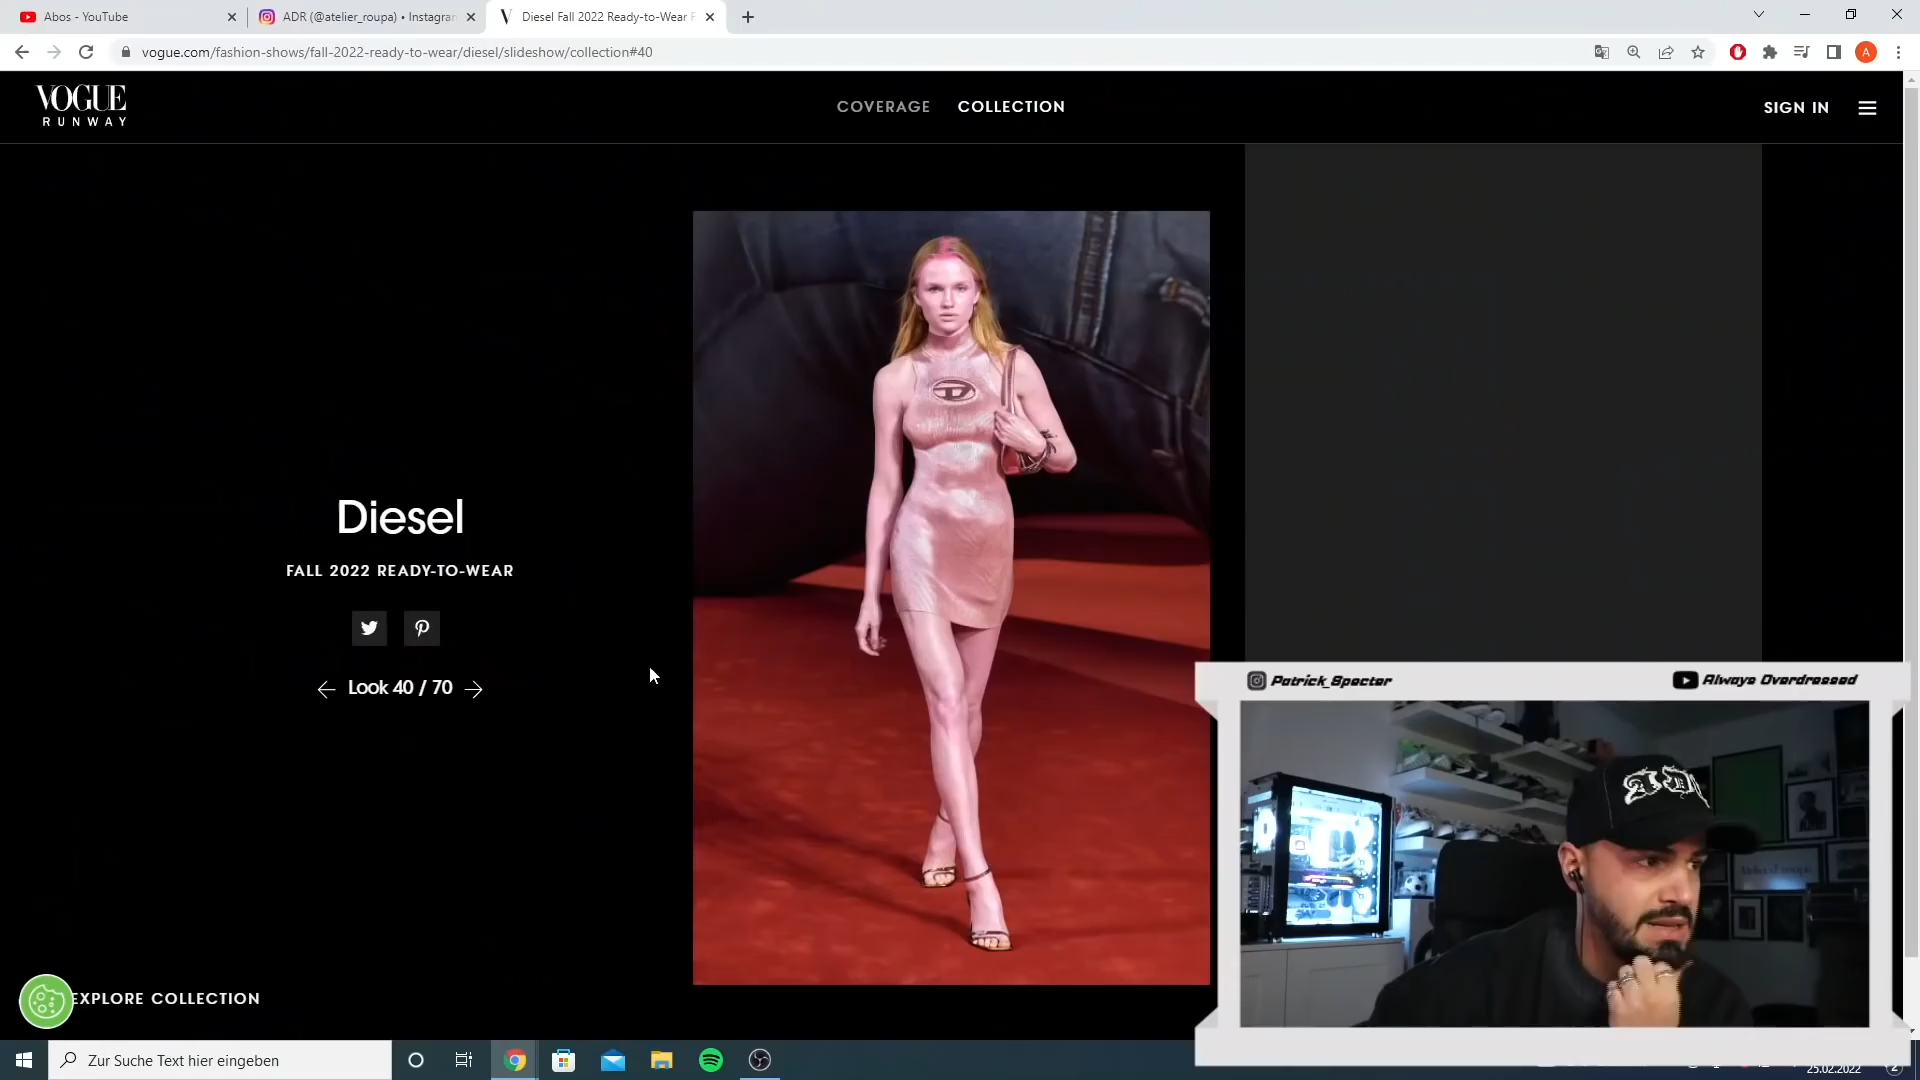 Abos - YouTube
ADR (@atelier_roupa) • Instagram
Diesel Fall 2022 Ready-to-Wear F
vogue.com/fashion-shows/fall-2022-ready-to-wear/diesel/slideshow/collection#40
A
VOGUE
RUNWAY
COVERAGE
COLLECTION
SIGN IN
D
Diesel
FALL 2022 READY-TO-WEAR
Look 40 / 70
Patrick_Specter
Always Overdressed
EXPLORE COLLECTION
Zur Suche Text hier eingeben
25.02.2022
2